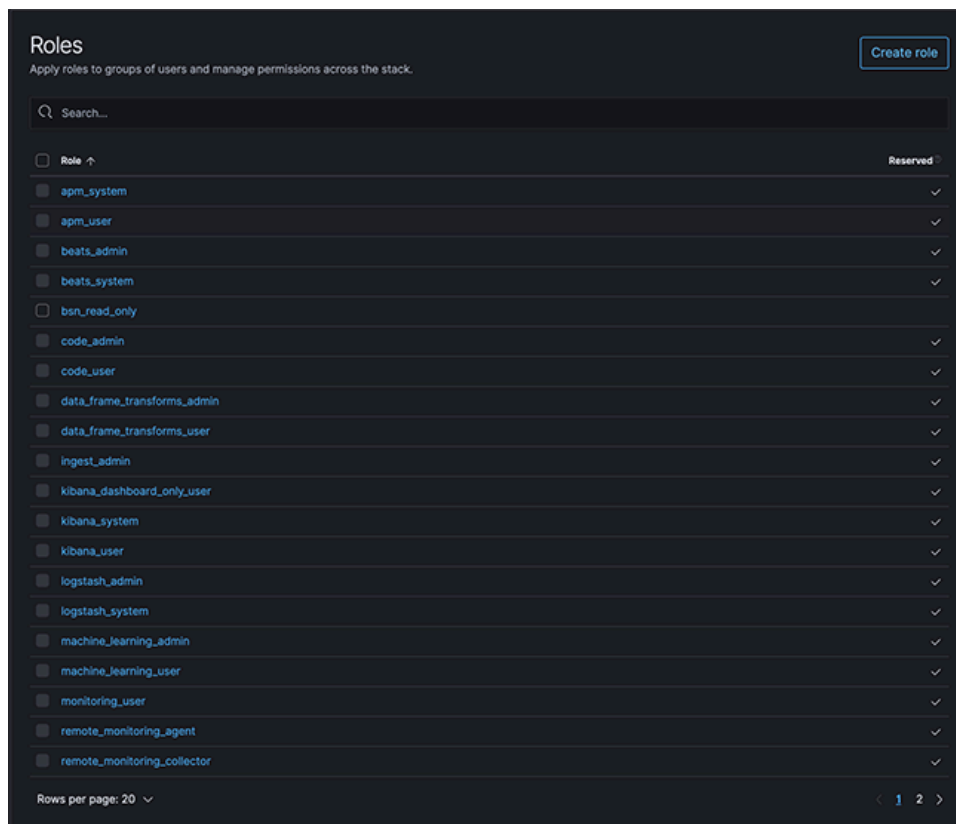 Roles
Create role
Apply roles to groups of users and manage permissions across the stack.
Search...
Role ↑ Reserved
apm_system
apm_user
beats_admin
beats_system
bsn_read_only
code_admin
code_user
data_frame_transforms_admin
data_frame_transforms_user
ingest_admin
kibana_dashboard_only_user
kibana_system
kibana_user
logstash_admin
logstash_system
machine_learning_admin
machine_learning_user
monitoring_user
remote_monitoring_agent
remote_monitoring_collector
Rows per page: 20 < 1 2 >